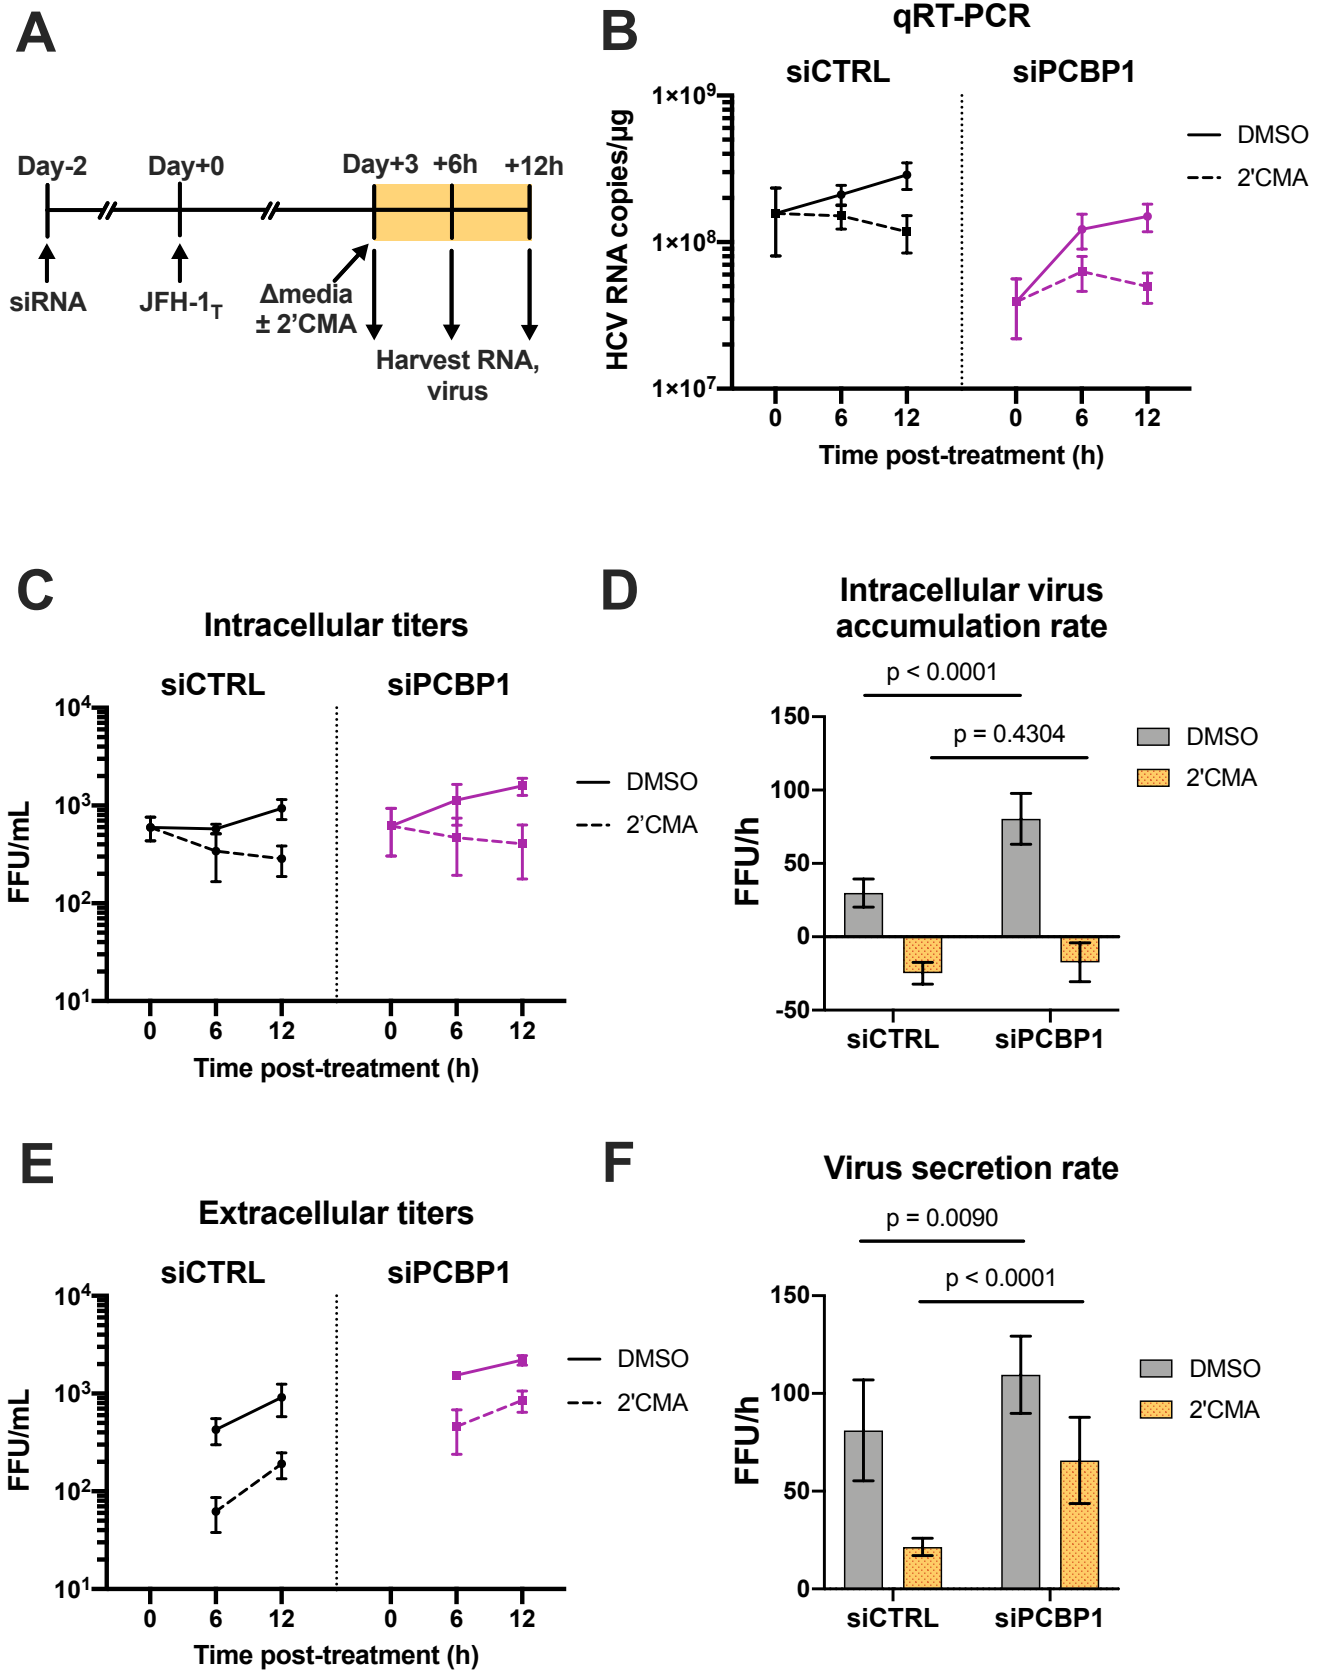 A
Day-2
Day+0
Day+3
+6h
+12h
siRNA
JFH-1T
Δmedia
± 2’CMA
Harvest RNA,
virus
B
qRT-PCR
siCTRL
siPCBP1
HCV RNA copies/µg
1×10⁹
1×10⁸
1×10⁷
0
6
12
0
6
12
Time post-treatment (h)
DMSO
2'CMA
C
Intracellular titers
siCTRL
siPCBP1
FFU/mL
10⁴
10³
10²
10¹
0
6
12
0
6
12
Time post-treatment (h)
DMSO
2’CMA
D
Intracellular virus
accumulation rate
p < 0.0001
p = 0.4304
FFU/h
150
100
50
0
-50
siCTRL
siPCBP1
DMSO
2'CMA
E
Extracellular titers
siCTRL
siPCBP1
FFU/mL
10⁴
10³
10²
10¹
0
6
12
0
6
12
Time post-treatment (h)
DMSO
2'CMA
F
Virus secretion rate
p = 0.0090
p < 0.0001
FFU/h
150
100
50
0
siCTRL
siPCBP1
DMSO
2'CMA